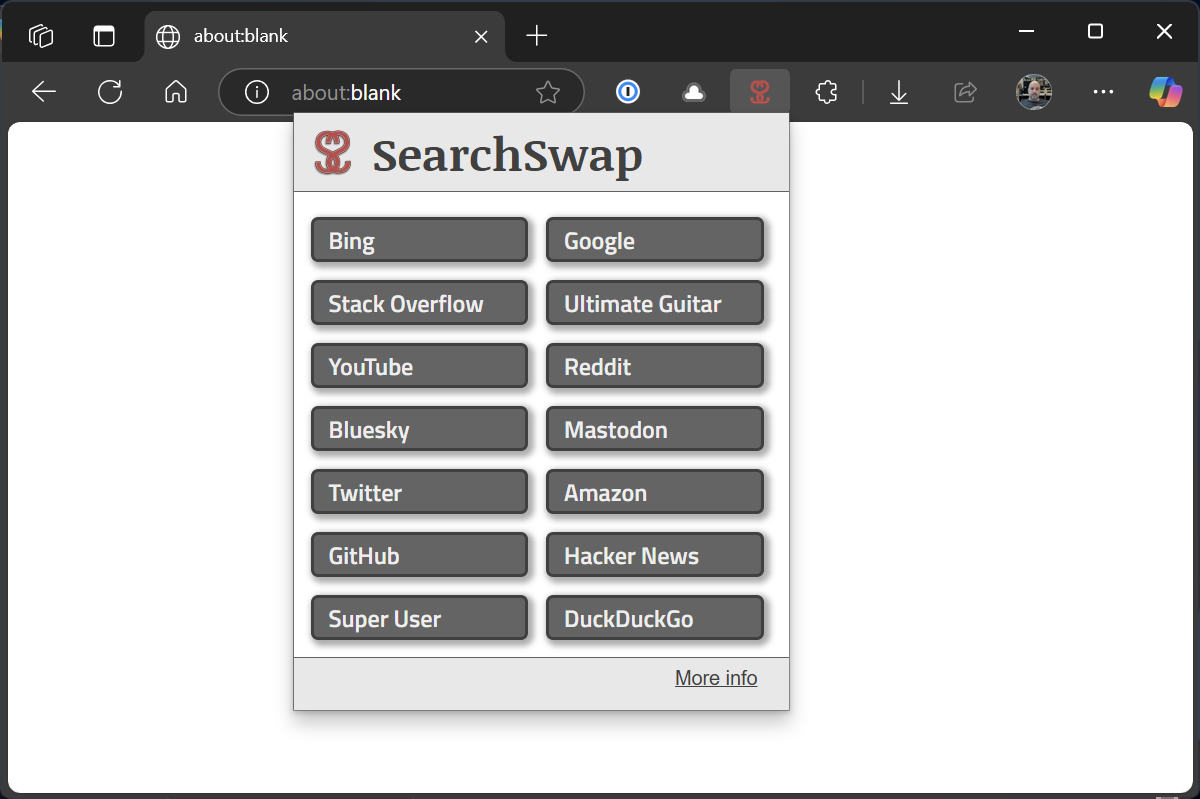 about:blank
about:blank
SearchSwap
Bing Google
Stack Overflow Ultimate Guitar
YouTube Reddit
Bluesky Mastodon
Twitter Amazon
GitHub Hacker News
Super User DuckDuckGo
More info